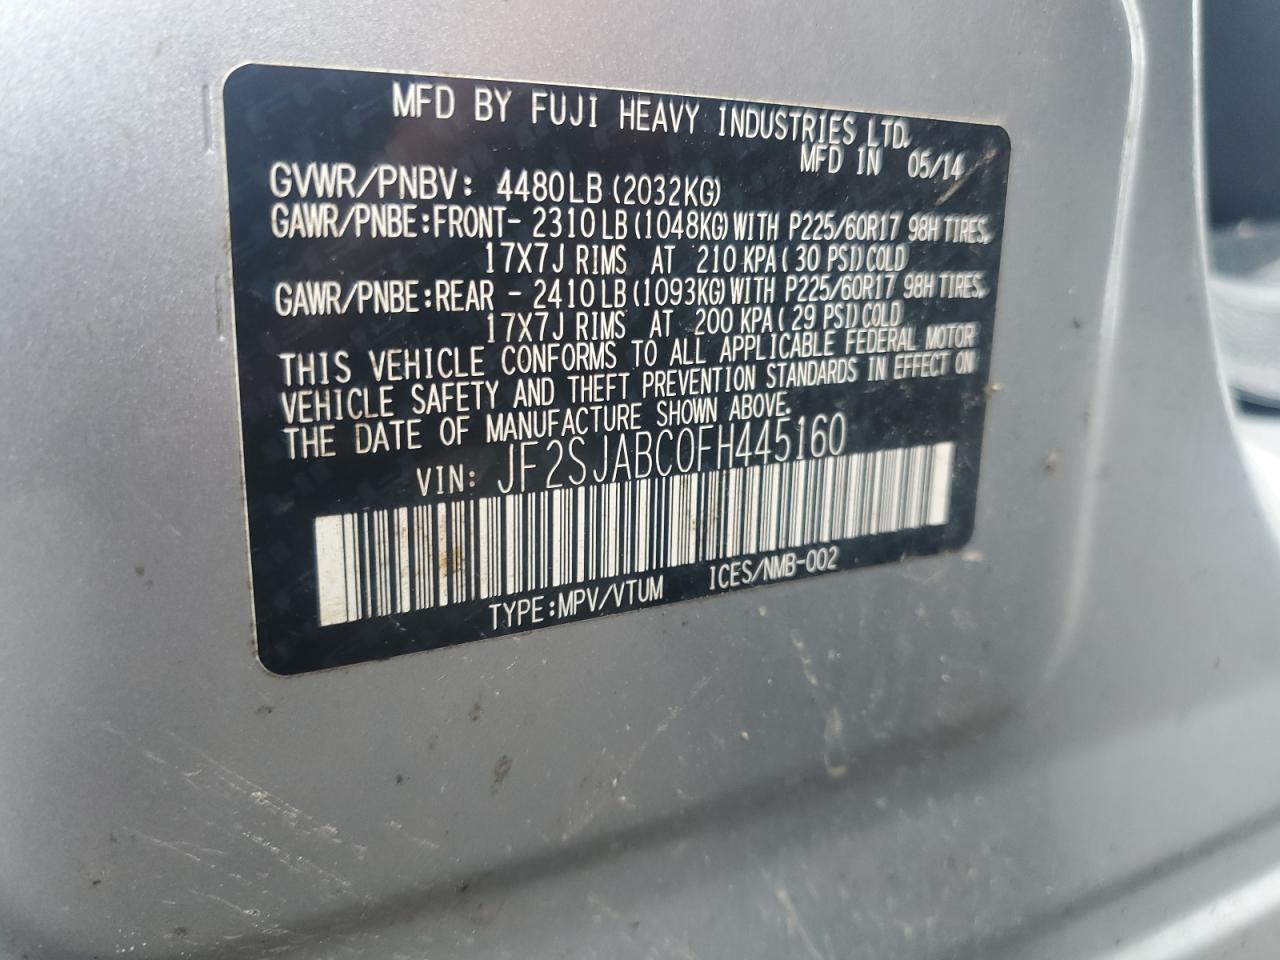 MFD BY FUJI HEAVY INDUSTRIES LTD.
MFD IN 05/14
GVWR/PNBV: 4480LB (2032KG)
GAWR/PNBE:FRONT- 2310LB (1048KG) WITH P225/60R17 98H TIRES,
17X7J RIMS AT 210 KPA ( 30 PSI) COLD
GAWR/PNBE:REAR - 2410LB (1093KG) WITH P225/60R17 98H TIRES,
17X7J RIMS AT 200 KPA ( 29 PSI) COLD
THIS VEHICLE CONFORMS TO ALL APPLICABLE FEDERAL MOTOR
VEHICLE SAFETY AND THEFT PREVENTION STANDARDS IN EFFECT ON
THE DATE OF MANUFACTURE SHOWN ABOVE.
VIN: JF2SJABC0FH445160
TYPE:MPV/VTUM ICES/NMB-002